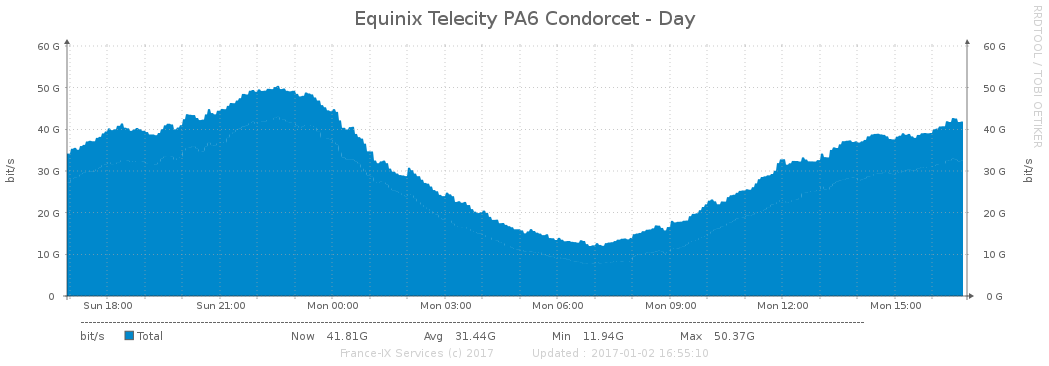 Equinix Telecity PA6 Condorcet - Day
RRDTOOL / TOBI OETIKER
60 G 60 G
50 G 50 G
40 G 40 G
30 G 30 G
20 G 20 G
10 G 10 G
0 0 G
bit/s bit/s
Sun 18:00 Sun 21:00 Mon 00:00 Mon 03:00 Mon 06:00 Mon 09:00 Mon 12:00 Mon 15:00
bit/s Total Now 41.81G Avg 31.44G Min 11.94G Max 50.37G
France-IX Services (c) 2017 Updated : 2017-01-02 16:55:10